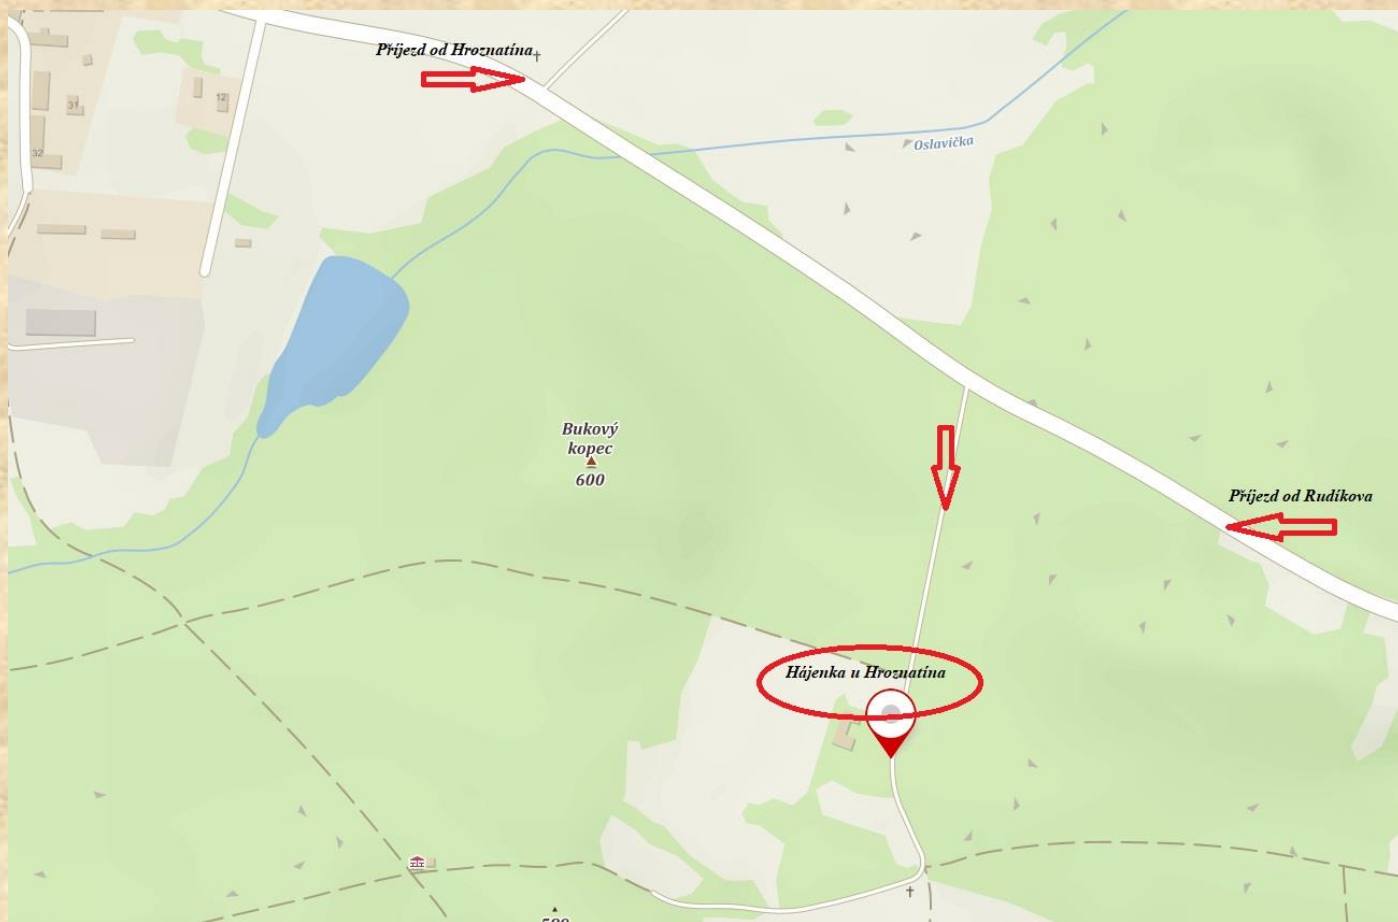 Příjezd od Hroznatína
31
12
32
Oslavička
Bukový
kopec
600
Příjezd od Rudíkova
Hájenka u Hroznatína